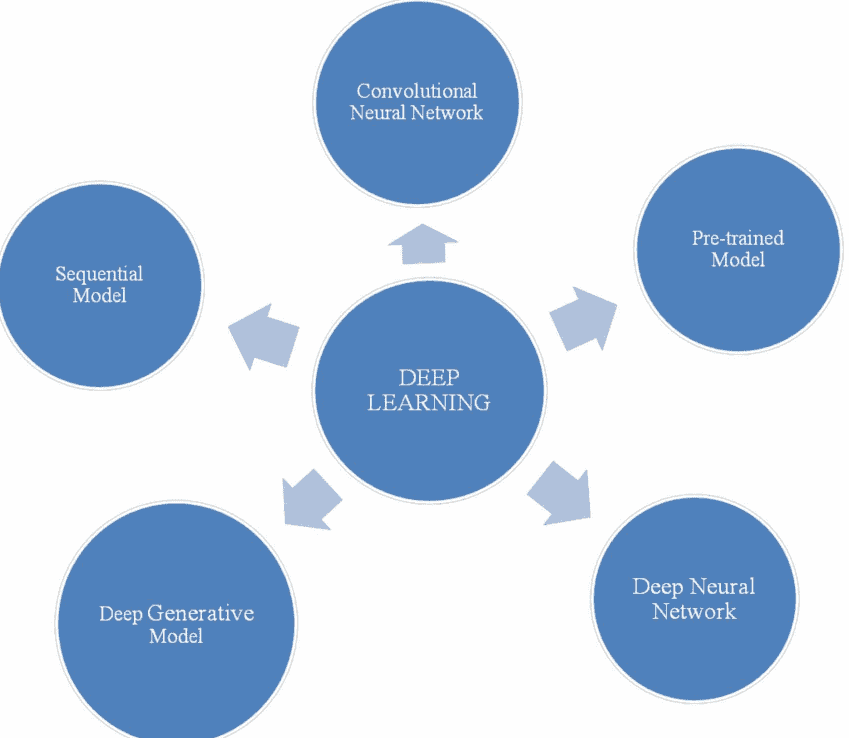 Convolutional
Neural Network
Pre-trained
Model
Sequential
Model
DEEP
LEARNING
Deep Neural
Network
Deep Generative
Model